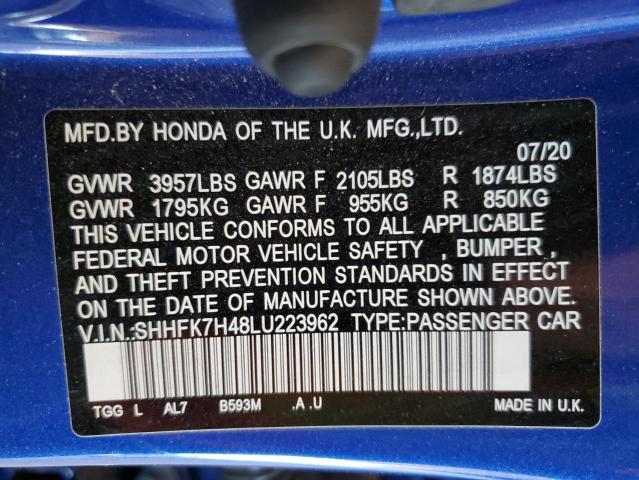 MFD.BY HONDA OF THE U.K. MFG.,LTD.
07/20
GVWR 3957LBS GAWR F 2105LBS R 1874LBS
GVWR 1795KG GAWR F 955KG R 850KG
THIS VEHICLE CONFORMS TO ALL APPLICABLE
FEDERAL MOTOR VEHICLE SAFETY , BUMPER ,
AND THEFT PREVENTION STANDARDS IN EFFECT
ON THE DATE OF MANUFACTURE SHOWN ABOVE.
V.I.N.:SHHFK7H48LU223962 TYPE:PASSENGER CAR
TGG L AL7 B593M .A .U MADE IN U.K.